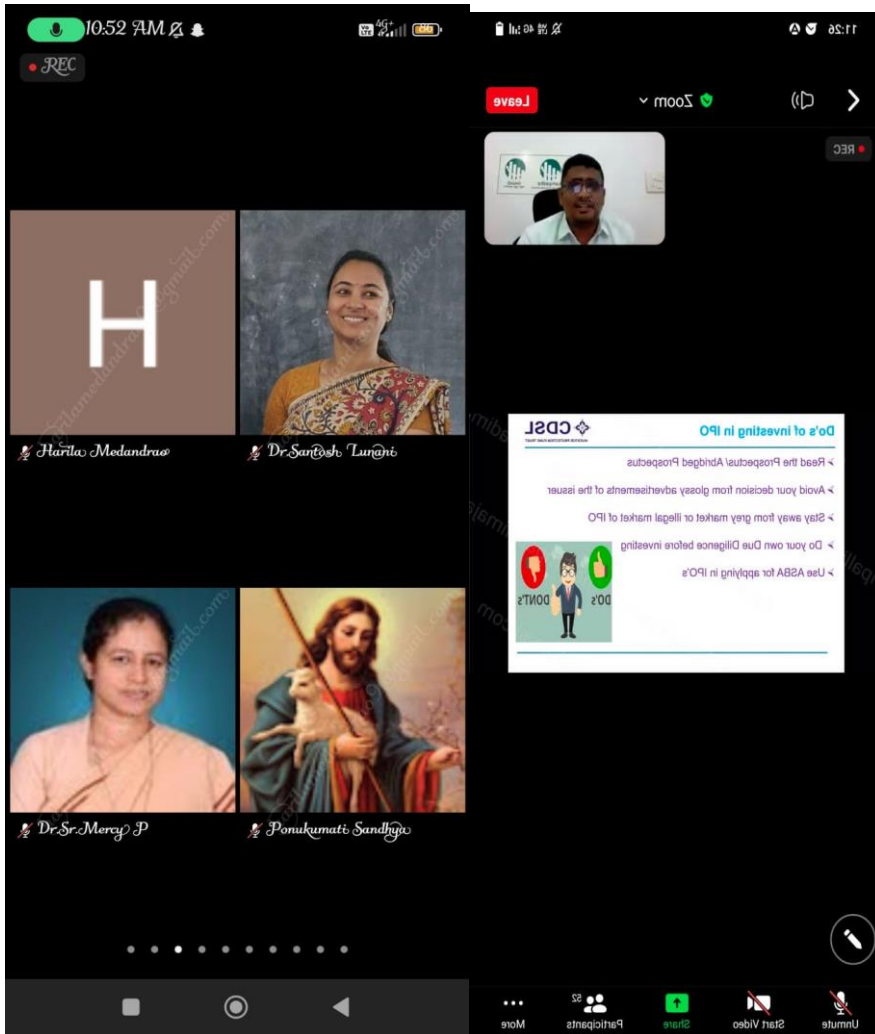 10:52 AM
4G+
REC
H
Harila Medandrao
Dr.Santosh Lunani
Dr.Sr.Mercy P
Ponukumati Sandhya
11:26
4G
Zoom
Leave
REC
Do's of investing in IPO
CDSL
Read the Prospectus/ Abridged Prospectus
Avoid your decision from glossy advertisements of the issuer
Stay away from grey market or illegal market of IPO
Do your own Due Diligence before investing
Use ASBA for applying in IPO's
DO's
DONT's
Unmute
Start Video
Share
52
Participants
More